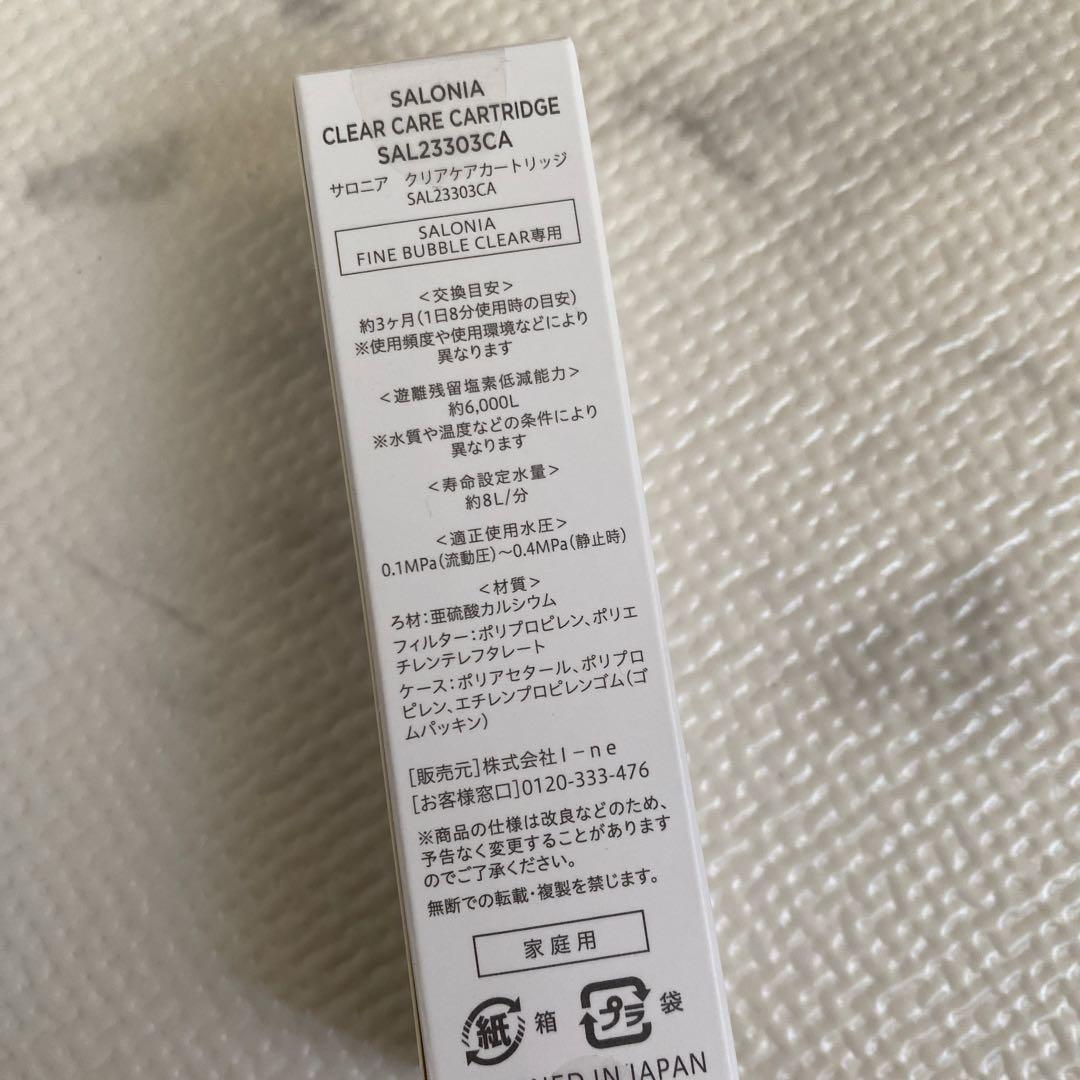 SALONIA
CLEAR CARE CARTRIDGE
SAL23303CA
サロニア クリアケアカートリッジ
SAL23303CA
SALONIA
FINE BUBBLE CLEAR専用
<交換目安>
約3ヶ月(1日8分使用時の目安)
※使用頻度や使用環境などにより
異なります
<遊離残留塩素低減能力>
約6,000L
※水質や温度などの条件により
異なります
<寿命設定水量>
約8L/分
<適正使用水圧>
0.1MPa(流動圧)～0.4MPa(静止時)
<材質>
ろ材:亜硫酸カルシウム
フィルター:ポリプロピレン、ポリエ
チレンテレフタレート
ケース:ポリアセタール、ポリプロ
ピレン、エチレンプロピレンゴム(ゴ
ムパッキン)
[販売元]株式会社I-ne
[お客様窓口]0120-333-476
※商品の仕様は改良などのため、
予告なく変更することがあります
のでご了承ください。
無断での転載・複製を禁じます。
家庭用
紙 箱 プラ 袋
IN JAPAN